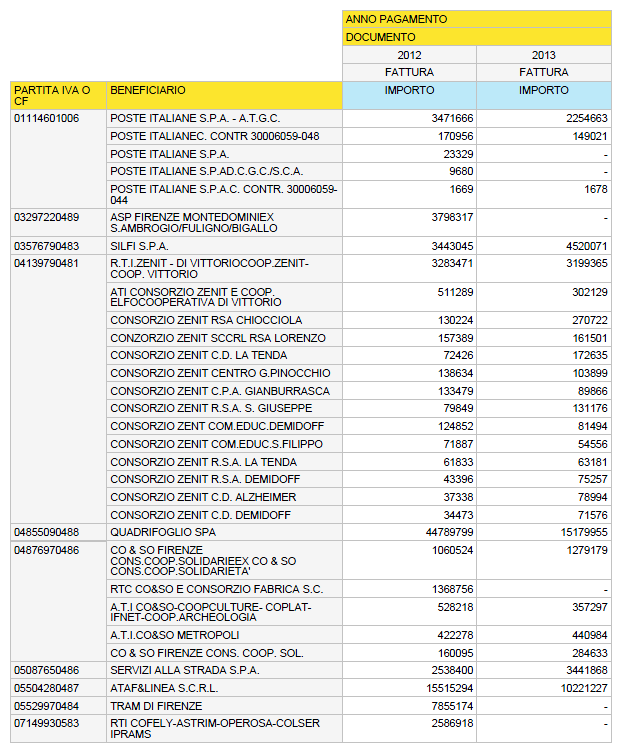 ANNO PAGAMENTO
DOCUMENTO
2012 2013
FATTURA FATTURA
PARTITA IVA O CF BENEFICIARIO IMPORTO IMPORTO
01114601006 POSTE ITALIANE S.P.A. - A.T.G.C. 3471666 2254663
POSTE ITALIANEC. CONTR 30006059-048 170956 149021
POSTE ITALIANE S.P.A. 23329 -
POSTE ITALIANE S.P.AD.C.G.C./S.C.A. 9680 -
POSTE ITALIANE S.P.A.C. CONTR. 30006059-
044 1669 1678
03297220489 ASP FIRENZE MONTEDOMINIEX
S.AMBROGIO/FULIGNO/BIGALLO 3798317 -
03576790483 SILFI S.P.A. 3443045 4520071
04139790481 R.T.I.ZENIT - DI VITTORIOCOOP.ZENIT-
COOP. VITTORIO 3283471 3199365
ATI CONSORZIO ZENIT E COOP.
ELFOCOOPERATIVA DI VITTORIO 511289 302129
CONSORZIO ZENIT RSA CHIOCCIOLA 130224 270722
CONZORZIO ZENIT SCCRL RSA LORENZO 157389 161501
CONSORZIO ZENIT C.D. LA TENDA 72426 172635
CONSORZIO ZENIT CENTRO G.PINOCCHIO 138634 103899
CONSORZIO ZENIT C.P.A. GIANBURRASCA 133479 89866
CONSORZIO ZENIT R.S.A. S. GIUSEPPE 79849 131176
CONSORZIO ZENT COM.EDUC.DEMIDOFF 124852 81494
CONSORZIO ZENIT COM.EDUC.S.FILIPPO 71887 54556
CONSORZIO ZENIT R.S.A. LA TENDA 61833 63181
CONSORZIO ZENIT R.S.A. DEMIDOFF 43396 75257
CONSORZIO ZENIT C.D. ALZHEIMER 37338 78994
CONSORZIO ZENIT C.D. DEMIDOFF 34473 71576
04855090488 QUADRIFOGLIO SPA 44789799 15179955
04876970486 CO & SO FIRENZE
CONS.COOP.SOLIDARIEEX CO & SO
CONS.COOP.SOLIDARIETA' 1060524 1279179
RTC CO&SO E CONSORZIO FABRICA S.C. 1368756 -
A.T.I CO&SO-COOPCULTURE- COPLAT-
IFNET-COOP.ARCHEOLOGIA 528218 357297
A.T.I.CO&SO METROPOLI 422278 440984
CO & SO FIRENZE CONS. COOP. SOL. 160095 284633
05087650486 SERVIZI ALLA STRADA S.P.A. 2538400 3441868
05504280487 ATAF&LINEA S.C.R.L. 15515294 10221227
05529970484 TRAM DI FIRENZE 7855174 -
07149930583 RTI COFELY-ASTRIM-OPEROSA-COLSER
IPRAMS 2586918 -